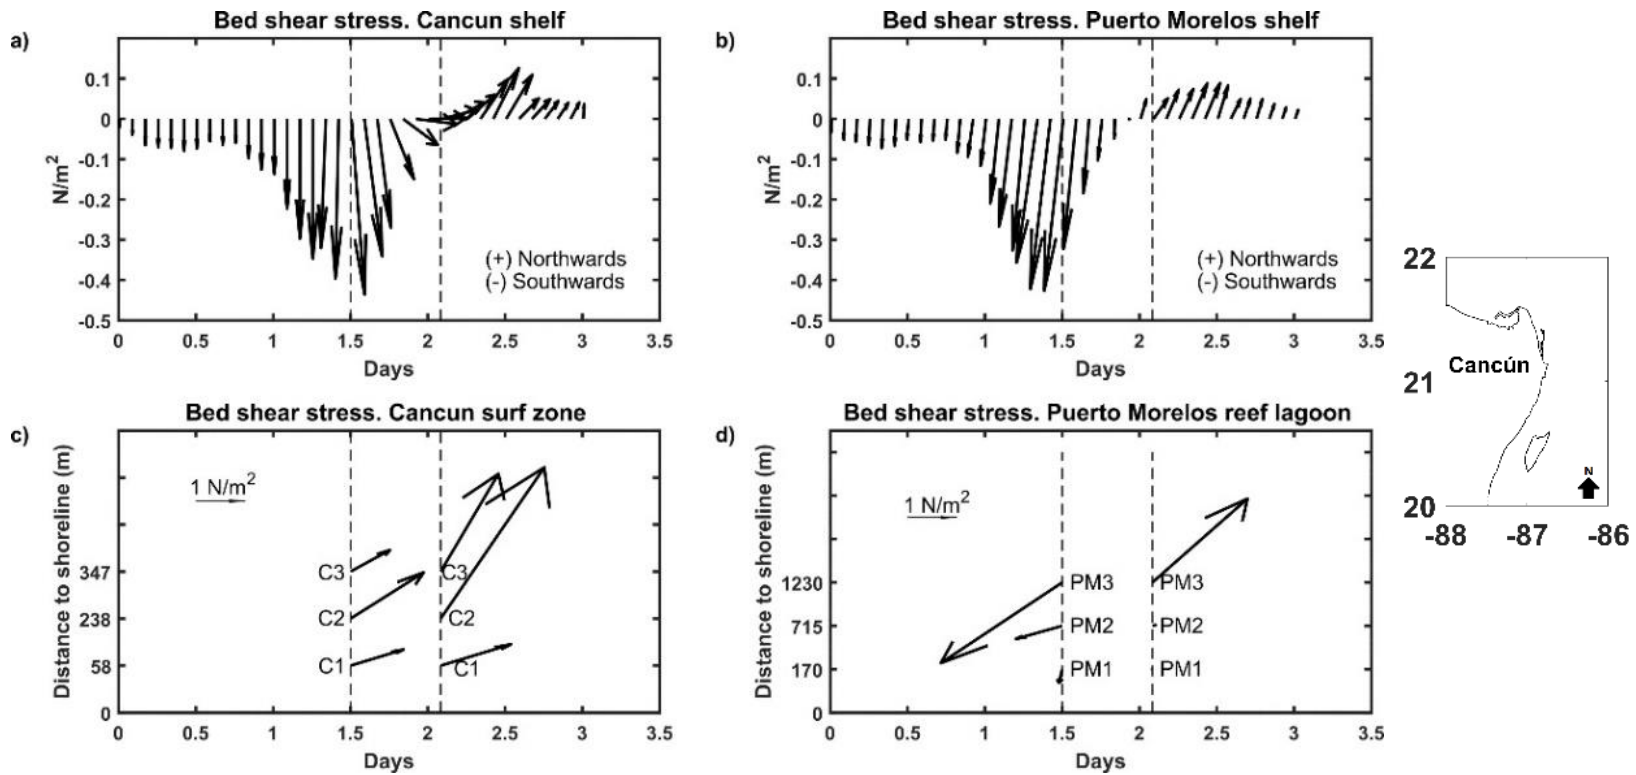 a)
Bed shear stress. Cancun shelf
N/m2
0.1
0
-0.1
-0.2
-0.3
-0.4
-0.5
(+) Northwards
(-) Southwards
0 0.5 1 1.5 2 2.5 3 3.5
Days
b)
Bed shear stress. Puerto Morelos shelf
N/m2
0.1
0
-0.1
-0.2
-0.3
-0.4
-0.5
(+) Northwards
(-) Southwards
0 0.5 1 1.5 2 2.5 3 3.5
Days
22
21
20
Cancún
N
-88 -87 -86
c)
Bed shear stress. Cancun surf zone
Distance to shoreline (m)
1 N/m2
347
238
58
0
C3 C3
C2 C2
C1 C1
0 0.5 1 1.5 2 2.5 3 3.5
Days
d)
Bed shear stress. Puerto Morelos reef lagoon
Distance to shoreline (m)
1 N/m2
1230
715
170
0
PM3 PM3
PM2 PM2
PM1 PM1
0 0.5 1 1.5 2 2.5 3 3.5
Days